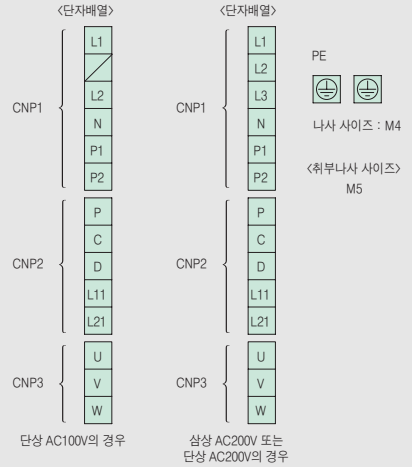 〈단자배열〉
L1
L2
N
P1
P2
CNP1
P
C
D
L11
L21
CNP2
U
V
W
CNP3
단상 AC100V의 경우
〈단자배열〉
L1
L2
L3
N
P1
P2
CNP1
P
C
D
L11
L21
CNP2
U
V
W
CNP3
삼상 AC200V 또는
단상 AC200V의 경우
PE
나사 사이즈 : M4
〈취부나사 사이즈〉
M5